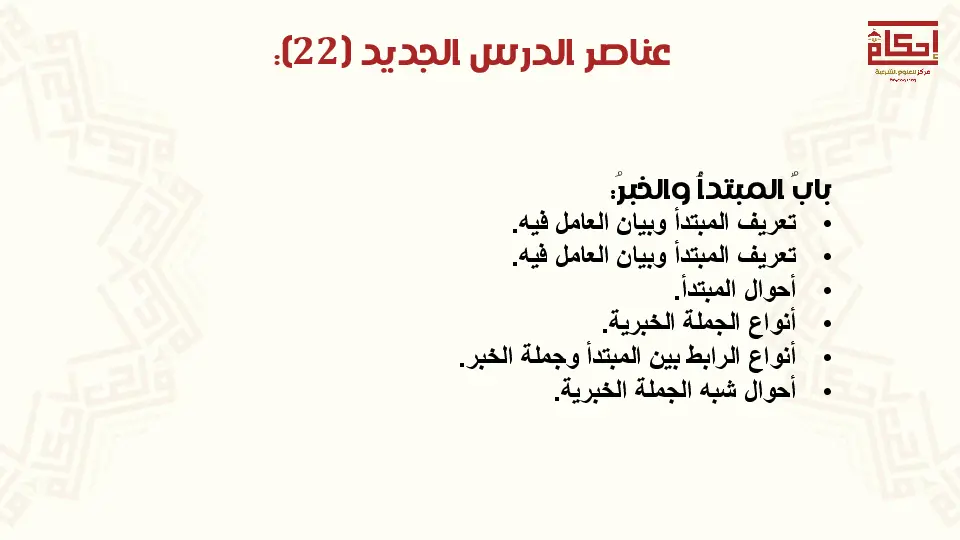 عناصر الدرس الجديد (22):
إحكام
مركز للعلوم الشرعية
بابُ المبتدأُ والخبرُ:
• تعريف المبتدأ وبيان العامل فيه.
• تعريف المبتدأ وبيان العامل فيه.
• أحوال المبتدأ.
• أنواع الجملة الخبرية.
• أنواع الرابط بين المبتدأ وجملة الخبر.
• أحوال شبه الجملة الخبرية.